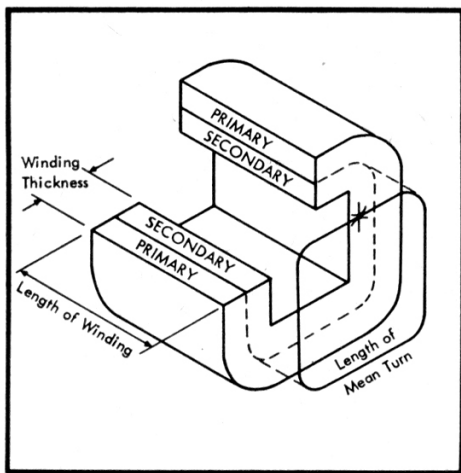 PRIMARY
SECONDARY
Winding
Thickness
SECONDARY
PRIMARY
Length of Winding
Length of
Mean Turn